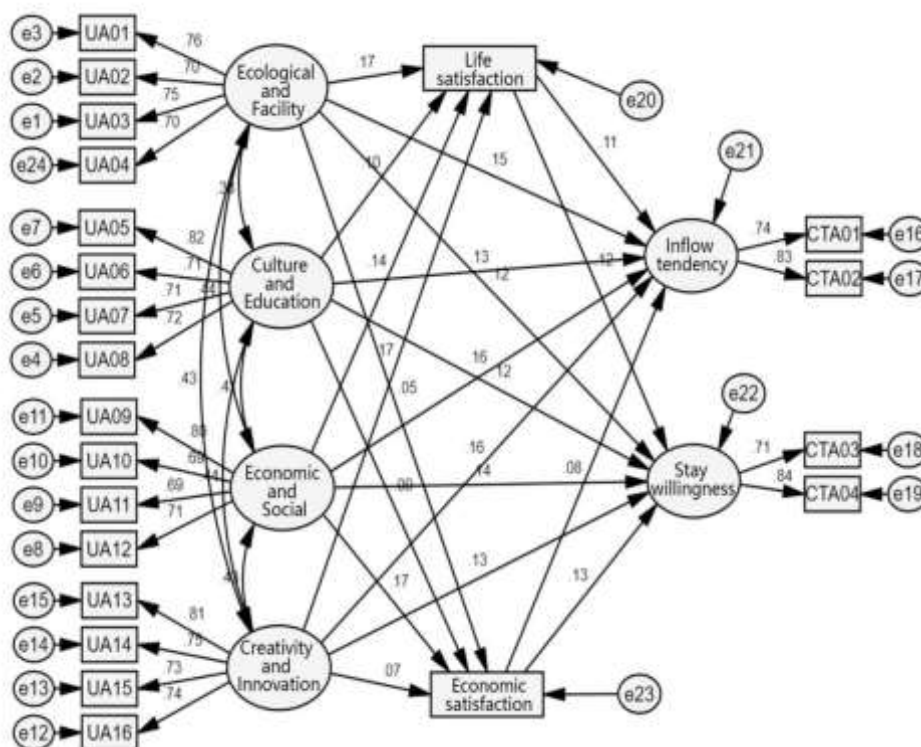 e3
UA01
e2
UA02
e1
UA03
e24
UA04
.76
.70
.75
.70
Ecological
and
Facility
.17
Life
satisfaction
e20
e21
.10
.15
.11
e7
UA05
e6
UA06
e5
UA07
e4
UA08
.82
.71
.71
.72
.43
Culture
and
Education
.14
.13
.12
.12
Inflow
tendency
.74
.83
CTA01
e16
CTA02
e17
.17
.05
.16
.12
e11
UA09
e10
UA10
e9
UA11
e8
UA12
.69
.71
Economic
and
Social
.16
.14
.08
e22
Stay
willingness
.71
.84
CTA03
e18
CTA04
e19
e15
UA13
e14
UA14
e13
UA15
e12
UA16
.81
.75
.73
.74
Creativity
and
Innovation
.17
.13
.13
.07
Economic
satisfaction
e23